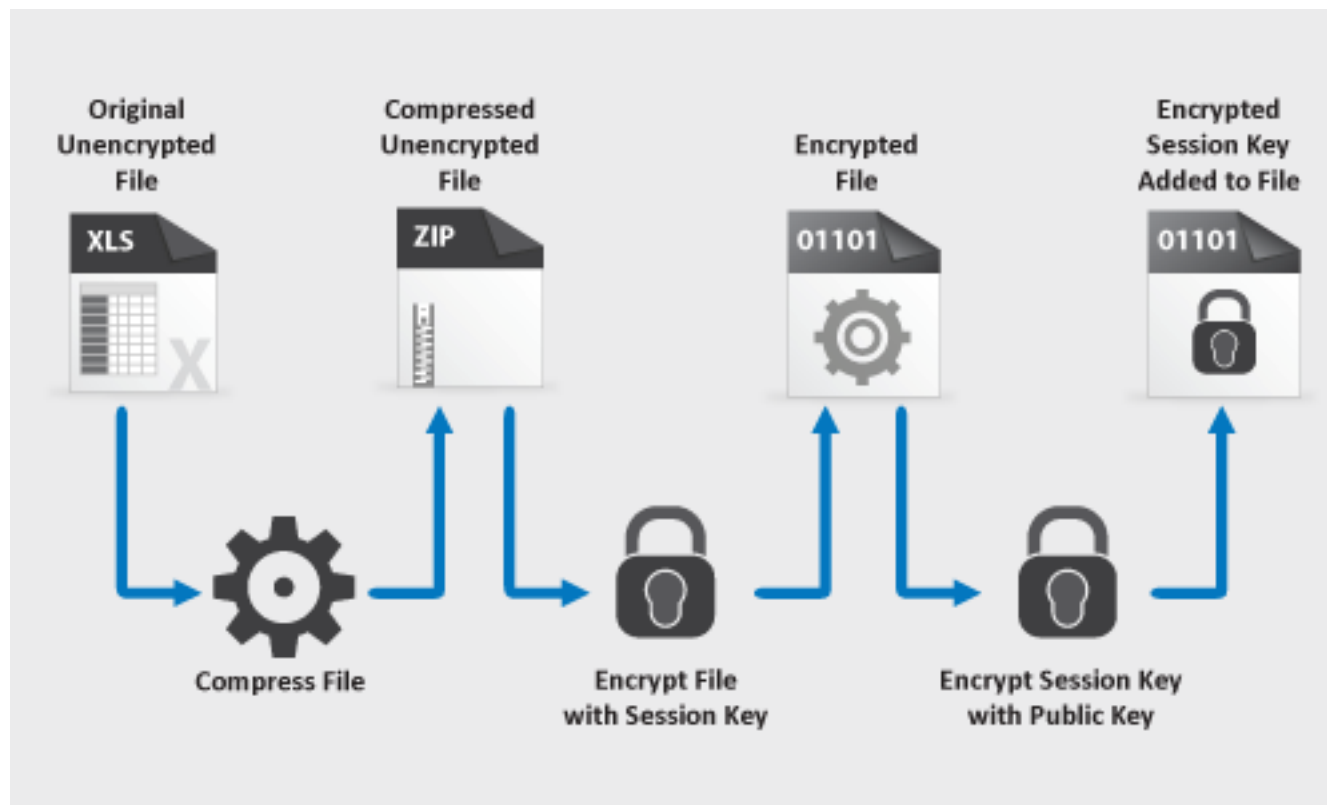 Original
Unencrypted
File
Compressed
Unencrypted
File
Encrypted
File
Encrypted
Session Key
Added to File
XLS
ZIP
01101
01101
X
Compress File
Encrypt File
with Session Key
Encrypt Session Key
with Public Key